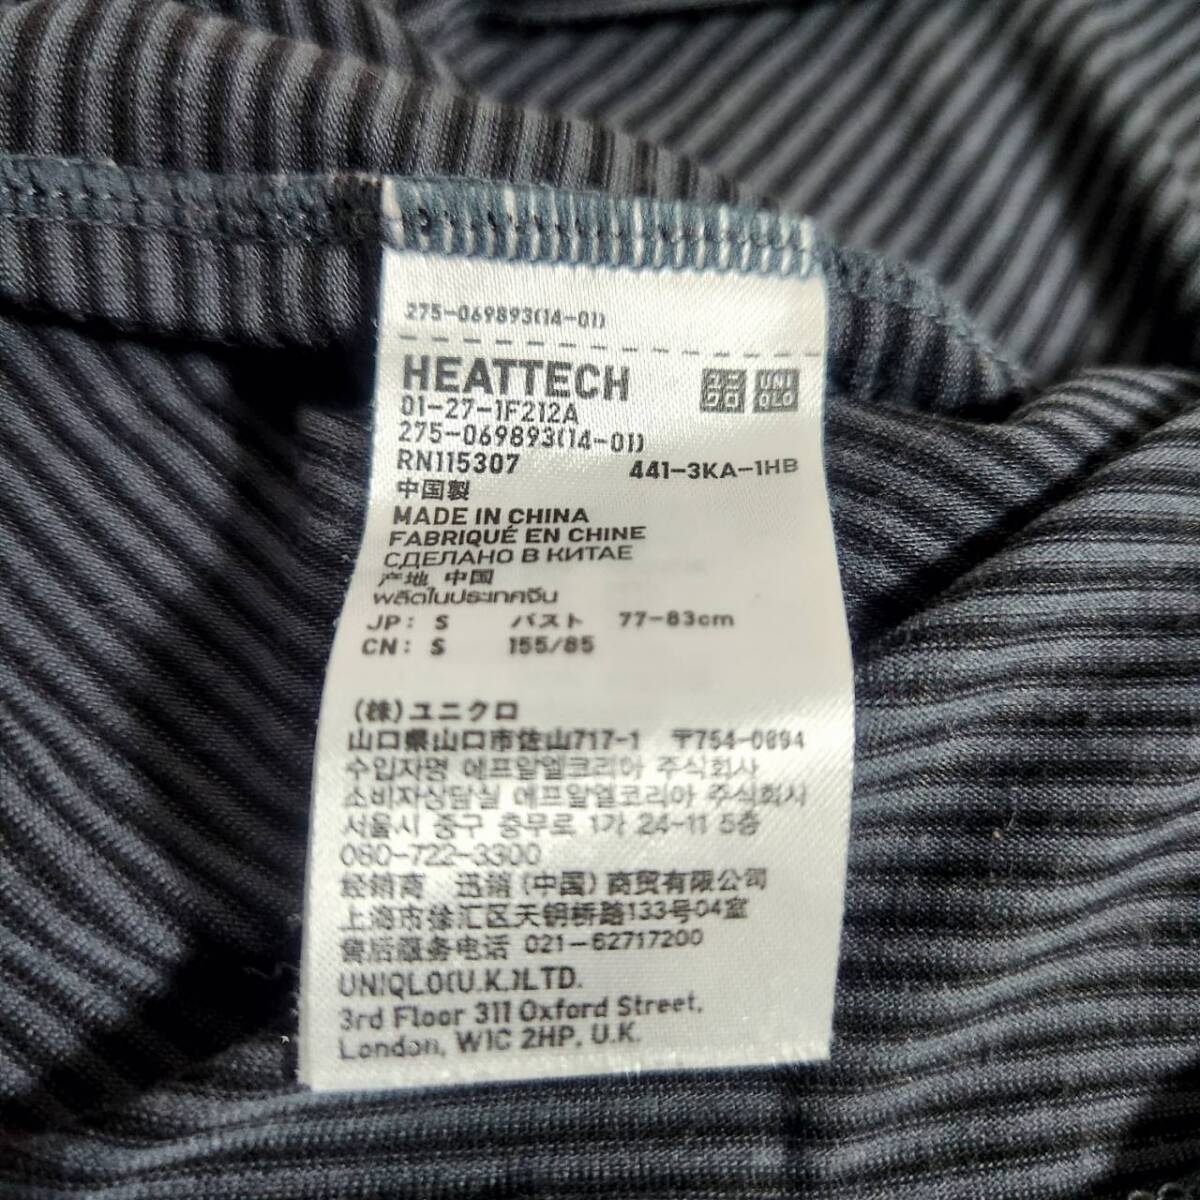 275-069893(14-01)
HEATTECH ユニクロ UNIQLO
01-27-1F212A
275-069893(14-01)
RN115307 441-3KA-1HB
中国製
MADE IN CHINA
FABRIQUÉ EN CHINE
СДЕЛАНО В КИТАЕ
产地 中国
ผลิตในประเทศจีน
JP: S バスト 77-83cm
CN: S 155/85
(株)ユニクロ
山口県山口市佐山717-1 〒754-0894
수입자명 에프알엘코리아 주식회사
소비자상담실 에프알엘코리아 주식회사
서울시 중구 충무로 1가 24-11 5층
080-722-3300
经销商 迅销(中国)商贸有限公司
上海市徐汇区天钥桥路133号04室
售后服务电话 021-62717200
UNIQLO(U.K.)LTD.
3rd Floor 311 Oxford Street,
London, W1C 2HP, U.K.